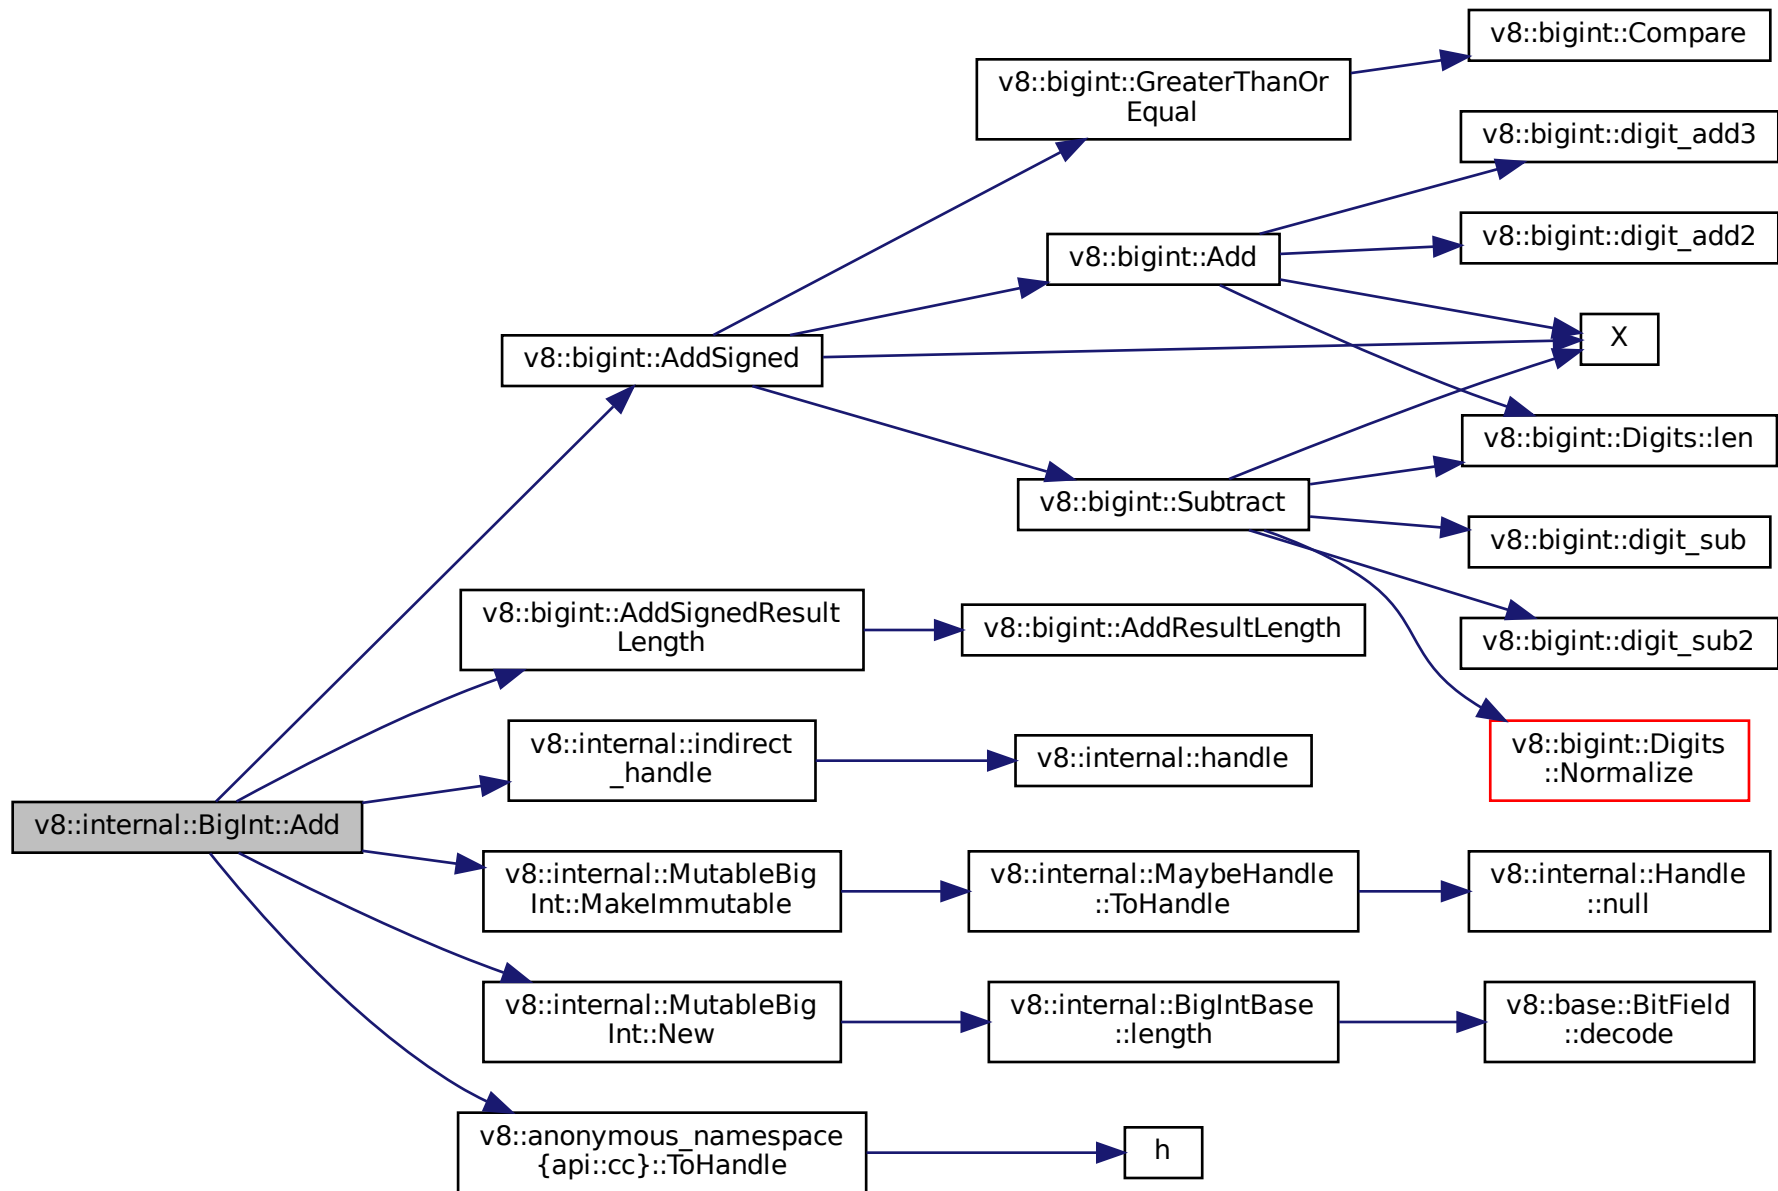 v8::bigint::Compare
v8::bigint::GreaterThanOr
Equal
v8::bigint::digit_add3
v8::bigint::Add
v8::bigint::digit_add2
X
v8::bigint::AddSigned
v8::bigint::Digits::len
v8::bigint::Subtract
v8::bigint::digit_sub
v8::bigint::AddSignedResult
Length
v8::bigint::AddResultLength
v8::bigint::digit_sub2
v8::internal::indirect
_handle
v8::internal::handle
v8::bigint::Digits
::Normalize
v8::internal::BigInt::Add
v8::internal::MutableBig
Int::MakeImmutable
v8::internal::MaybeHandle
::ToHandle
v8::internal::Handle
::null
v8::internal::MutableBig
Int::New
v8::internal::BigIntBase
::length
v8::base::BitField
::decode
v8::anonymous_namespace
{api::cc}::ToHandle
h